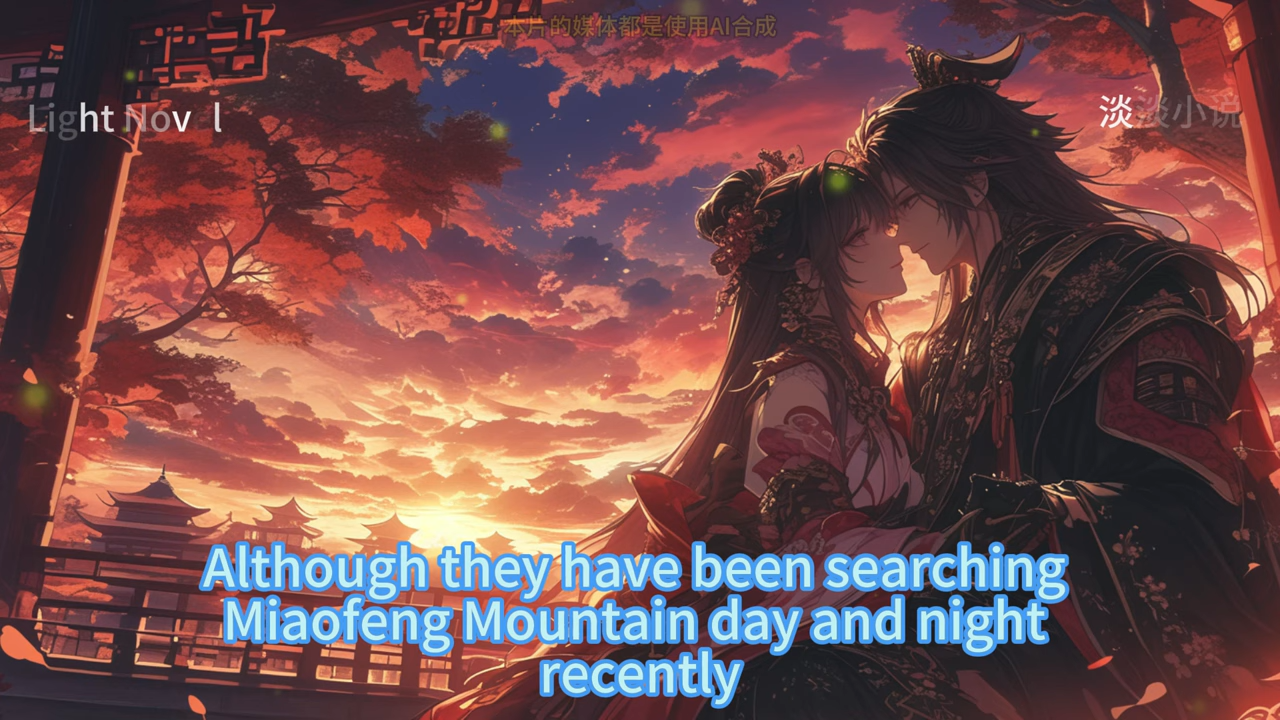 本片的媒体都是使用AI合成
Light Nov l
淡淡小说
Although they have been searching
Miaofeng Mountain day and night
recently